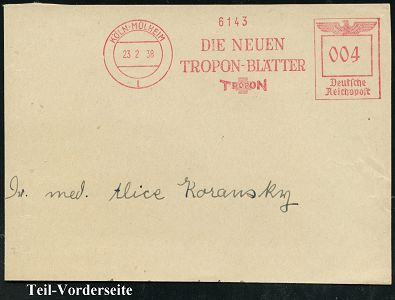 KÖLN-MÜLHEIM
23 2 38
1
6143
DIE NEUEN
TROPON-BLÄTTER
TROPON
004
Deutsche
Reichspost
Dr. med. Alice Koransky
Teil-Vorderseite